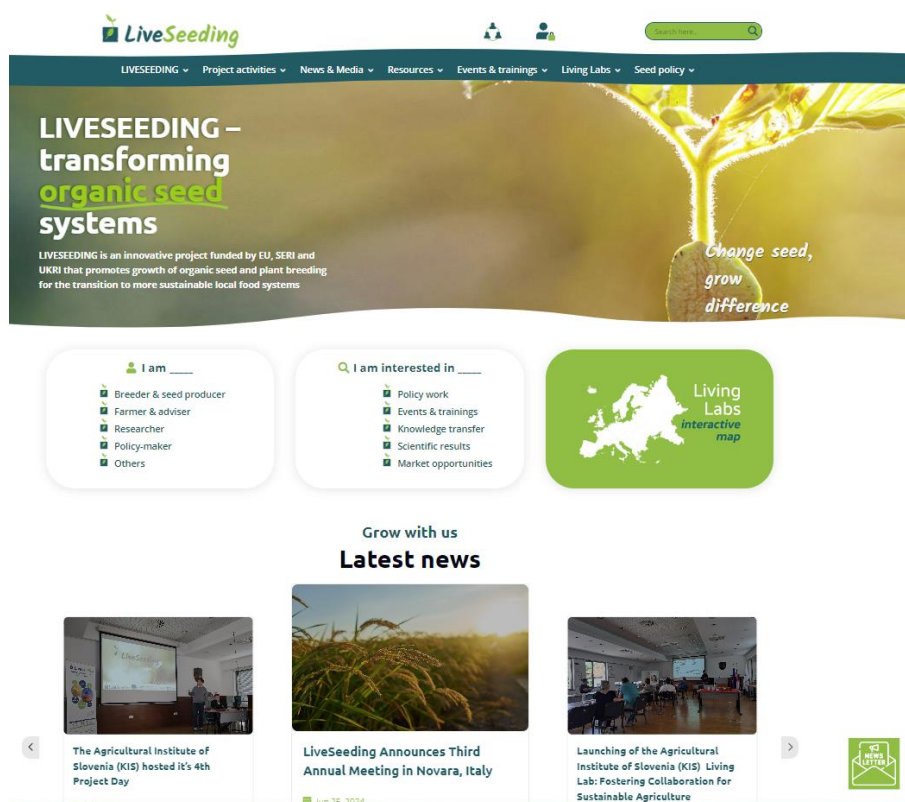 LiveSeeding
Search here..
LIVESEEDING Project activities News & Media Resources Events & trainings Living Labs Seed policy
LIVESEEDING –
transforming
organic seed
systems
LIVESEEDING is an innovative project funded by EU, SERI and
UKRI that promotes growth of organic seed and plant breeding
for the transition to more sustainable local food systems
Change seed,
grow
difference
I am _____
Breeder & seed producer
Farmer & adviser
Researcher
Policy-maker
Others
I am interested in _____
Policy work
Events & trainings
Knowledge transfer
Scientific results
Market opportunities
Living
Labs
interactive
map
Grow with us
Latest news
LiveSeeding
The Agricultural Institute of
Slovenia (KIS) hosted it's 4th
Project Day
LiveSeeding Announces Third
Annual Meeting in Novara, Italy
Jun 25, 2024
Launching of the Agricultural
Institute of Slovenia (KIS) Living
Lab: Fostering Collaboration for
Sustainable Agriculture
NEWS
LETTER